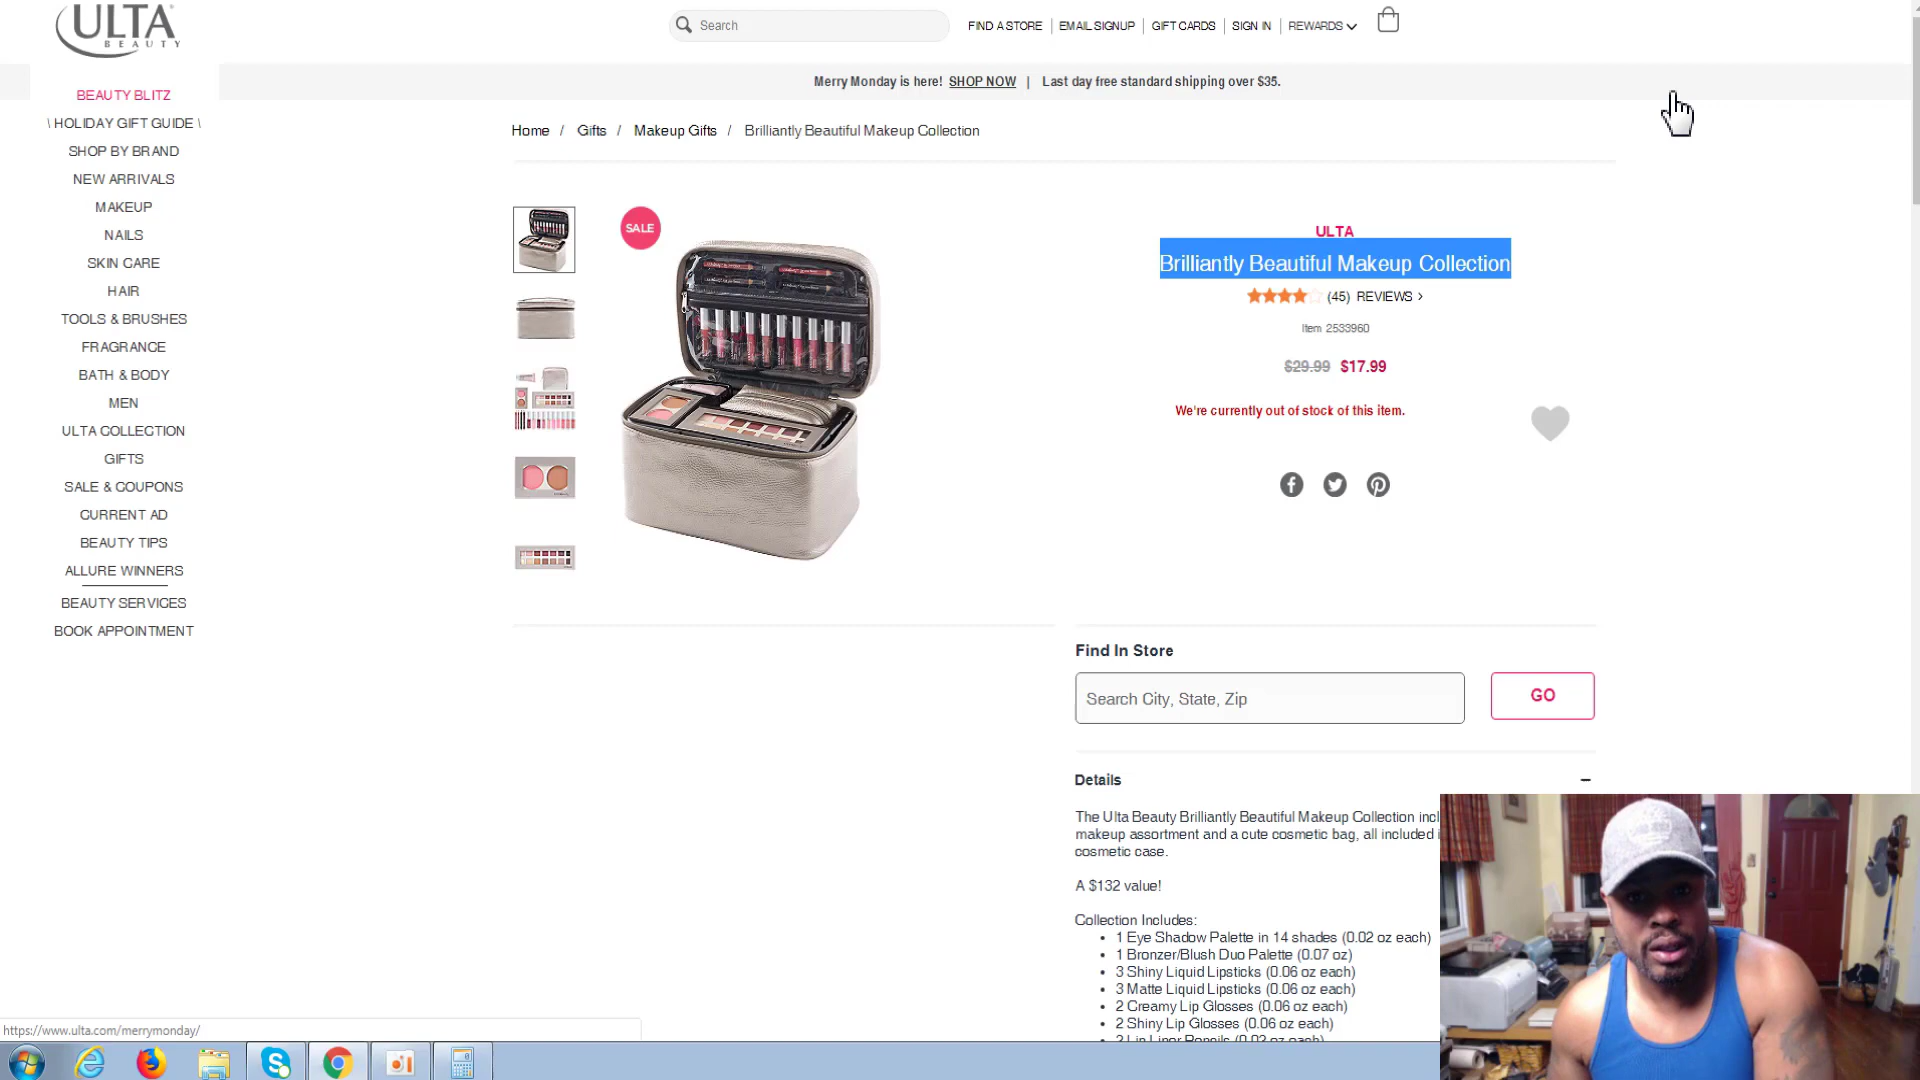 ULTA
BEAUTY
Search
FIND A STORE
EMAIL SIGNUP
GIFT CARDS
SIGN IN
REWARDS
Merry Monday is here! SHOP NOW | Last day free standard shipping over $35.
BEAUTY BLITZ
\ HOLIDAY GIFT GUIDE \
SHOP BY BRAND
NEW ARRIVALS
MAKEUP
NAILS
SKIN CARE
HAIR
TOOLS & BRUSHES
FRAGRANCE
BATH & BODY
MEN
ULTA COLLECTION
GIFTS
SALE & COUPONS
CURRENT AD
BEAUTY TIPS
ALLURE WINNERS
BEAUTY SERVICES
BOOK APPOINTMENT
Home / Gifts / Makeup Gifts / Brilliantly Beautiful Makeup Collection
SALE
ULTA
Brilliantly Beautiful Makeup Collection
(45) REVIEWS >
Item 2533960
$29.99 $17.99
We're currently out of stock of this item.
Find In Store
Search City, State, Zip
GO
Details
The Ulta Beauty Brilliantly Beautiful Makeup Collection incl
makeup assortment and a cute cosmetic bag, all included i
cosmetic case.
A $132 value!
Collection Includes:
• 1 Eye Shadow Palette in 14 shades (0.02 oz each)
• 1 Bronzer/Blush Duo Palette (0.07 oz)
• 3 Shiny Liquid Lipsticks (0.06 oz each)
• 3 Matte Liquid Lipsticks (0.06 oz each)
• 2 Creamy Lip Glosses (0.06 oz each)
• 2 Shiny Lip Glosses (0.06 oz each)
• 2 Lip Liner Pencils (0.02 oz each)
https://www.ulta.com/merrymonday/